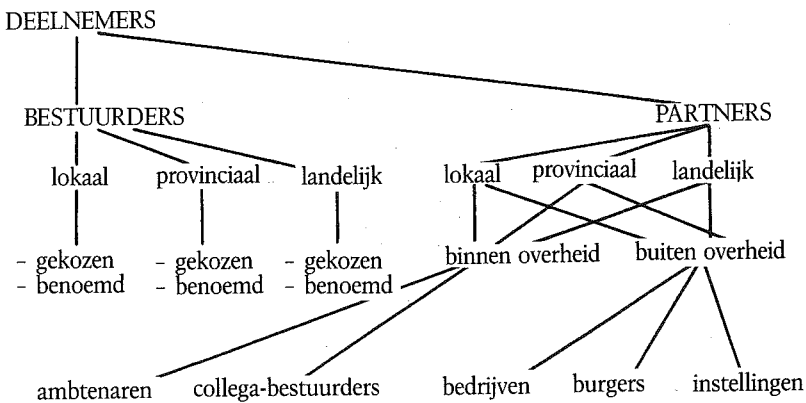 DEELNEMERS
BESTUURDERS PARTNERS
lokaal provinciaal landelijk lokaal provinciaal landelijk
- gekozen - gekozen - gekozen binnen overheid buiten overheid
- benoemd - benoemd - benoemd
ambtenaren collega-bestuurders bedrijven burgers instellingen